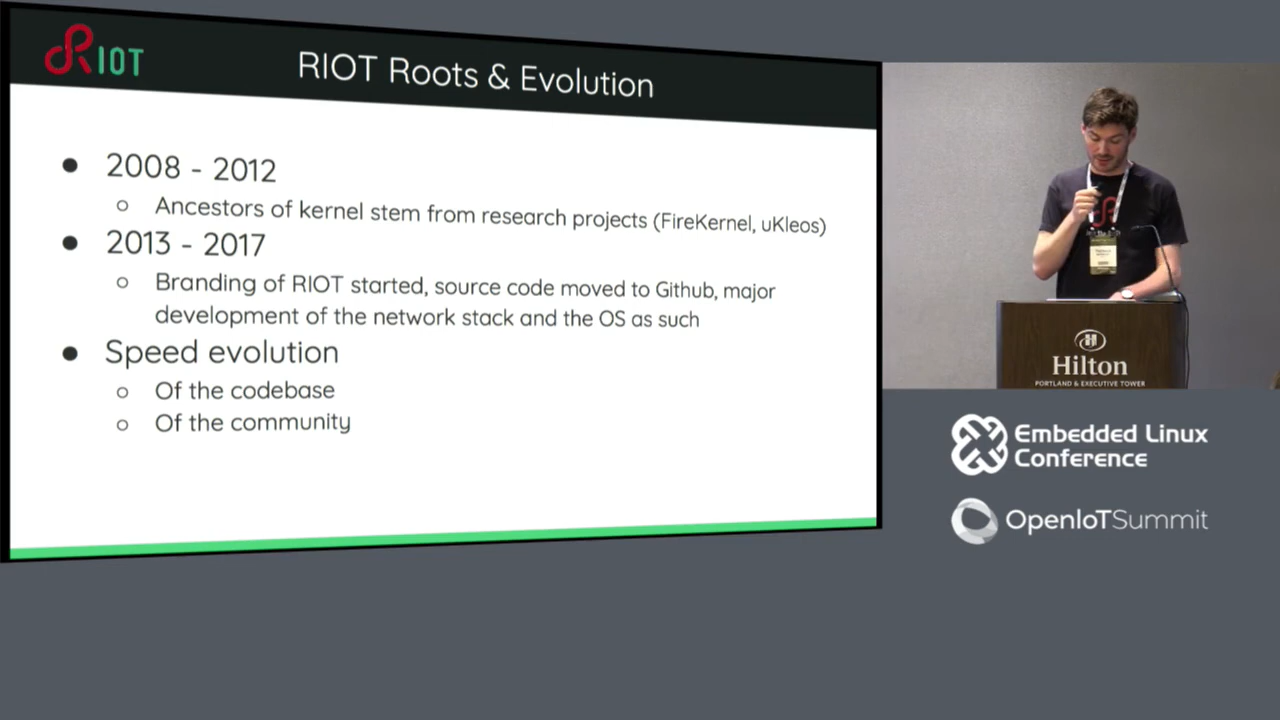 RIOT
RIOT Roots & Evolution
● 2008 - 2012
○ Ancestors of kernel stem from research projects (FireKernel, uKleos)
● 2013 - 2017
○ Branding of RIOT started, source code moved to Github, major
development of the network stack and the OS as such
● Speed evolution
○ Of the codebase
○ Of the community
Hilton
PORTLAND & EXECUTIVE TOWER
Embedded Linux
Conference
OpenIoTSummit